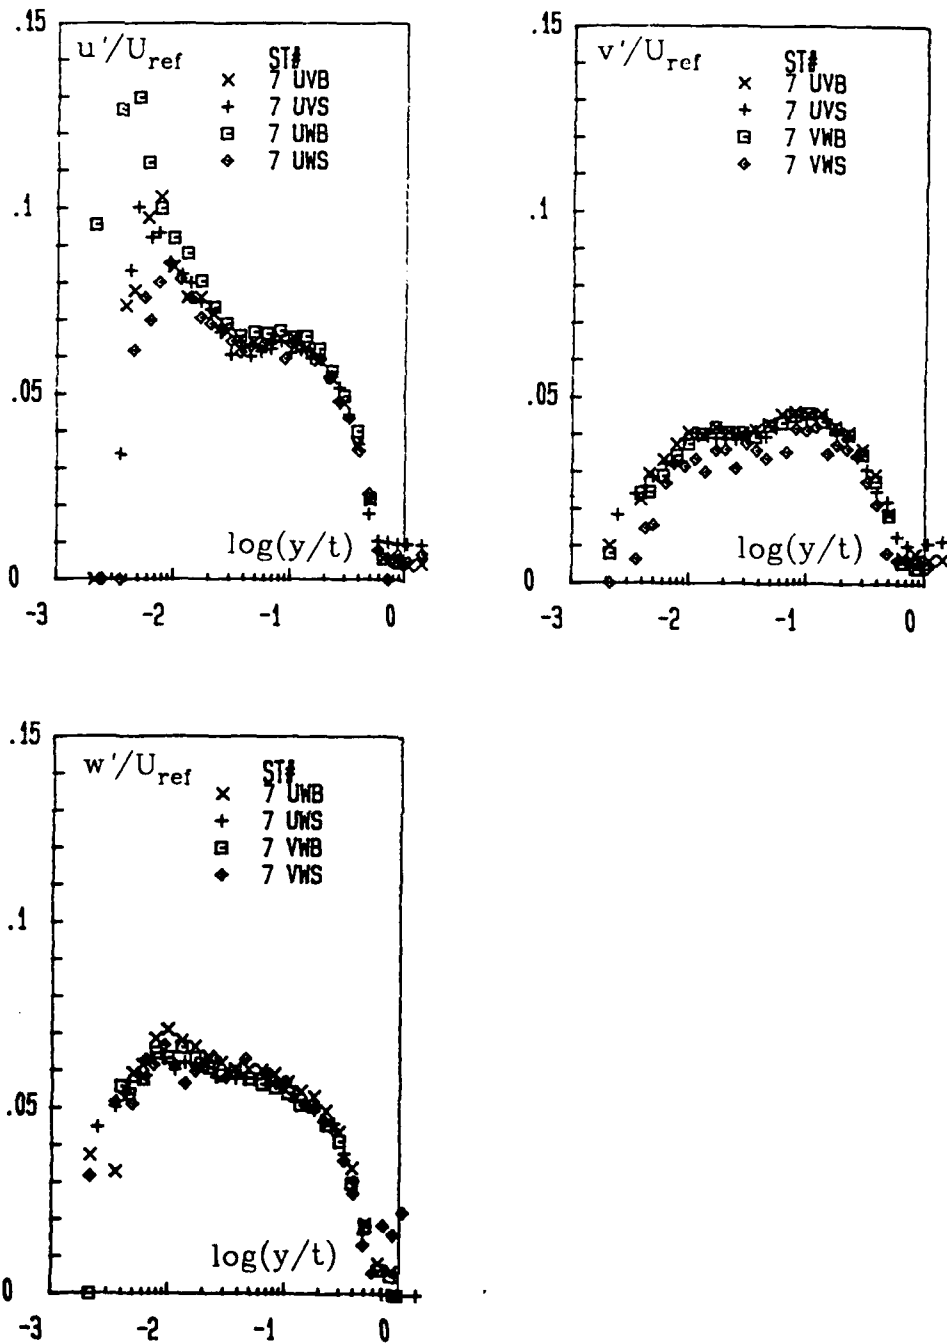 .15
u'/U_ref
ST#
× 7 UVB
+ 7 UVS
⊡ 7 UWB
◇ 7 UWS
.1
.05
log(y/t)
0
-3 -2 -1 0
.15
v'/U_ref
ST#
× 7 UVB
+ 7 UVS
⊡ 7 VWB
◇ 7 VWS
.1
.05
log(y/t)
0
-3 -2 -1 0
.15
w'/U_ref
ST#
× 7 UWB
+ 7 UWS
⊡ 7 VWB
◆ 7 VWS
.1
.05
log(y/t)
0
-3 -2 -1 0